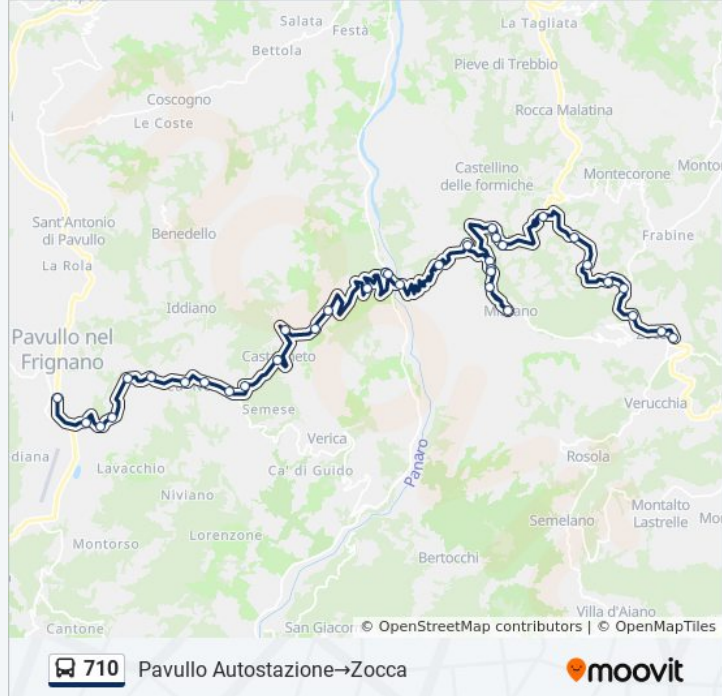 La Tagliata
Salata
Festà
Bettola
Pieve di Trebbio
Coscogno
Le Coste
Rocca Malatina
Castellino
delle formiche
Montecorone
Sant'Antonio
di Pavullo
Benedello
Frabine
La Rola
Iddiano
Pavullo nel
Frignano
Semese
Verucchia
Verica
Ca' di Guido
Panaro
Rosola
Lavacchio
Niviano
Montalto
Lastrelle
Semelano
Lorenzone
Montorso
Bertocchi
Villa d'Aiano
Cantone
© OpenStreetMap contributors | © OpenMapTiles
710 Pavullo Autostazione→Zocca
moovit